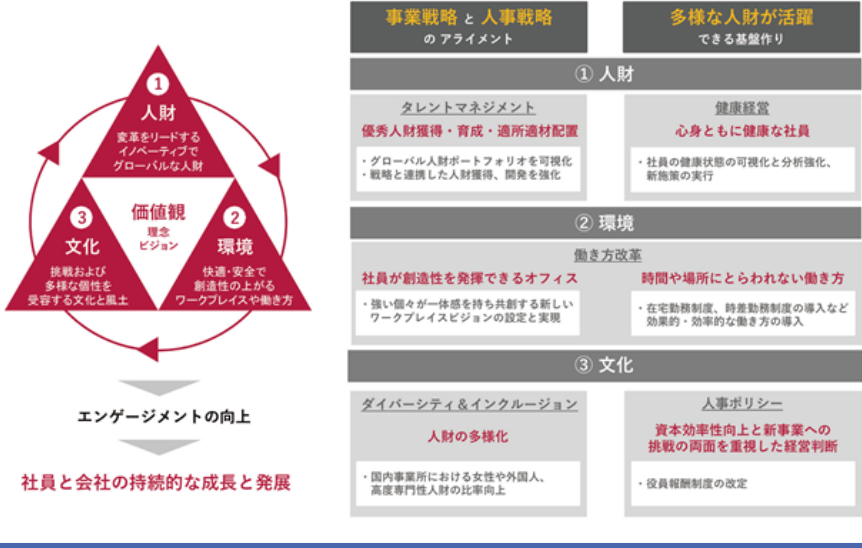 ①
人財
変革をリードする
イノベーティブで
グローバルな人財
価値観
理念
ビジョン
③
文化
挑戦および
多様な個性を
受容する文化と風土
②
環境
快適・安全で
創造性の上がる
ワークプレイスや働き方
エンゲージメントの向上
社員と会社の持続的な成長と発展
事業戦略 と 人事戦略
の アライメント
多様な人財が活躍
できる基盤作り
① 人財
タレントマネジメント
優秀人財獲得・育成・適所適材配置
・グローバル人財ポートフォリオを可視化
・戦略と連携した人財獲得、開発を強化
健康経営
心身ともに健康な社員
・社員の健康状態の可視化と分析強化、
新施策の実行
② 環境
働き方改革
社員が創造性を発揮できるオフィス
・強い個々が一体感を持ち共創する新しい
ワークプレイスビジョンの設定と実現
時間や場所にとらわれない働き方
・在宅勤務制度、時差勤務制度の導入など
効果的・効率的な働き方の導入
③ 文化
ダイバーシティ＆インクルージョン
人財の多様化
・国内事業所における女性や外国人、
高度専門性人財の比率向上
人事ポリシー
資本効率性向上と新事業への
挑戦の両面を重視した経営判断
・役員報酬制度の改定